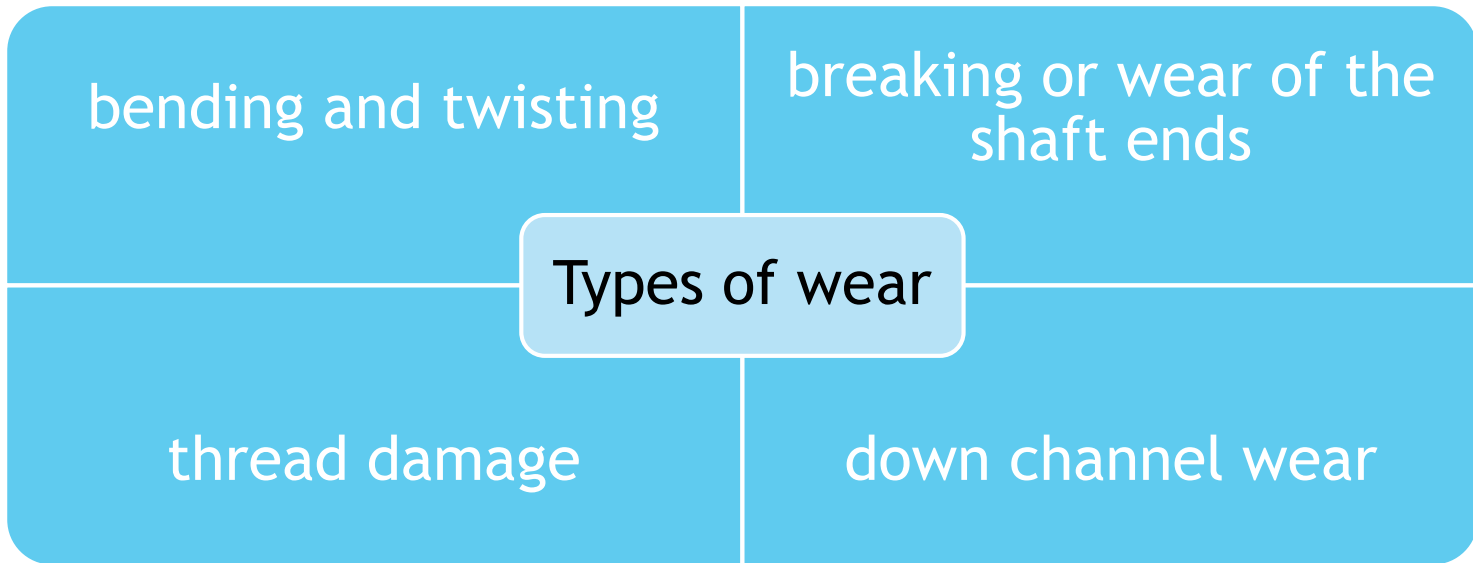 bending and twisting
breaking or wear of the
shaft ends
Types of wear
thread damage
down channel wear